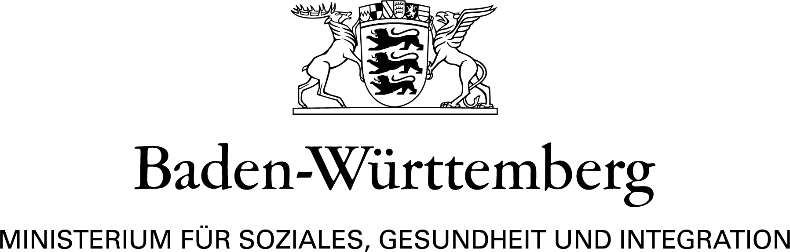 Baden-Württemberg
MINISTERIUM FÜR SOZIALES, GESUNDHEIT UND INTEGRATION